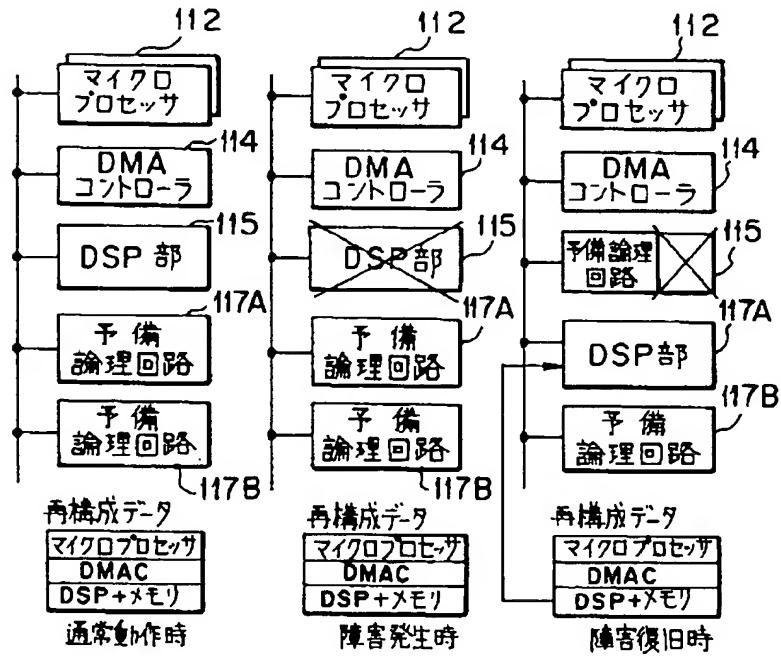 112
マイクロ
プロセッサ
114
DMA
コントローラ
115
DSP部
117A
予備
論理回路
予備
論理回路
117B
再構成データ
マイクロプロセッサ
DMAC
DSP+メモリ
通常動作時
112
マイクロ
プロセッサ
114
DMA
コントローラ
115
DSP部
117A
予備
論理回路
予備
論理回路
117B
再構成データ
マイクロプロセッサ
DMAC
DSP+メモリ
障害発生時
112
マイクロ
プロセッサ
114
DMA
コントローラ
115
予備論理
回路
117A
DSP部
117B
予備
論理回路
再構成データ
マイクロプロセッサ
DMAC
DSP+メモリ
障害復旧時